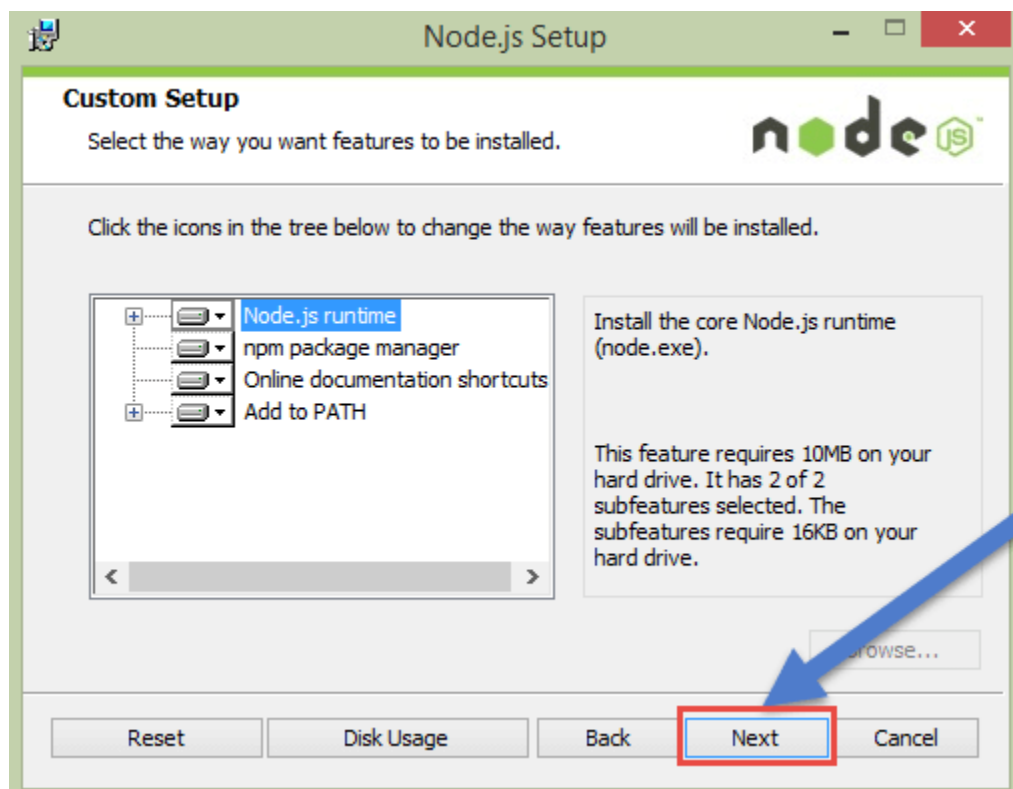 Node.js Setup
Custom Setup
Select the way you want features to be installed.
node JS
Click the icons in the tree below to change the way features will be installed.
Node.js runtime
npm package manager
Online documentation shortcuts
Add to PATH
Install the core Node.js runtime
(node.exe).
This feature requires 10MB on your
hard drive. It has 2 of 2
subfeatures selected. The
subfeatures require 16KB on your
hard drive.
Browse...
Reset
Disk Usage
Back
Next
Cancel